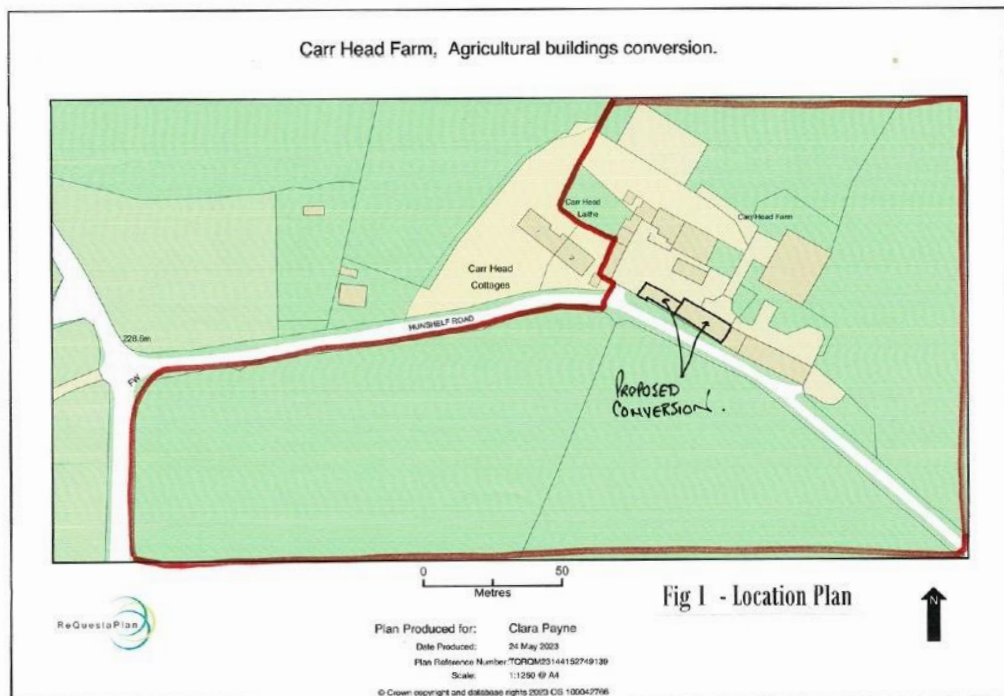 Carr Head Farm, Agricultural buildings conversion.
Carr Head
Laithe
Carr Head Farm
Carr Head
Cottages
HUNSHELF ROAD
228.6m
FW
PROPOSED
CONVERSION.
0 50
Metres
Fig 1 - Location Plan
N
ReQuestaPlan
Plan Produced for: Clara Payne
Date Produced: 24 May 2023
Plan Reference Number: TQRQM23144152749139
Scale: 1:1250 @ A4
© Crown copyright and database rights 2023 OS 100042766